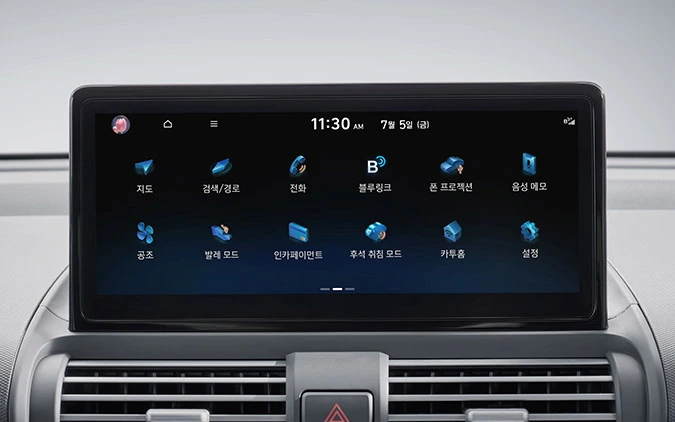 11:30 AM 7월 5일 (금)
지도 검색/경로 전화 블루링크 폰 프로젝션 음성 메모
공조 발레 모드 인카페이먼트 후석 취침 모드 카투홈 설정